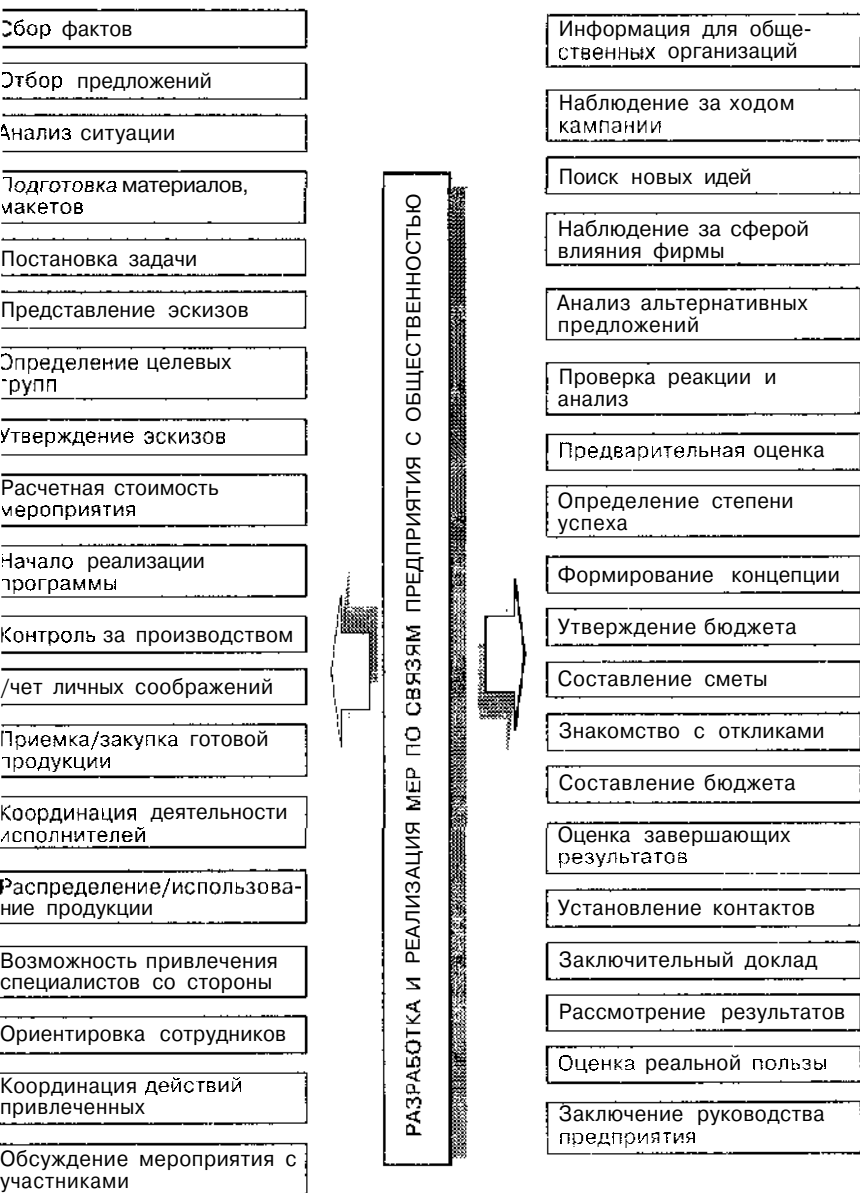 Сбор фактов
Отбор предложений
Анализ ситуации
Подготовка материалов,
макетов
Постановка задачи
Представление эскизов
Определение целевых
групп
Утверждение эскизов
Расчетная стоимость
мероприятия
Начало реализации
программы
Контроль за производством
Учет личных соображений
Приемка/закупка готовой
продукции
Координация деятельности
исполнителей
Распределение/использова-
ние продукции
Возможность привлечения
специалистов со стороны
Ориентировка сотрудников
Координация действий
привлеченных
Обсуждение мероприятия с
участниками
РАЗРАБОТКА И РЕАЛИЗАЦИЯ МЕР ПО СВЯЗЯМ ПРЕДПРИЯТИЯ С ОБЩЕСТВЕННОСТЬЮ
Информация для обще-
ственных организаций
Наблюдение за ходом
кампании
Поиск новых идей
Наблюдение за сферой
влияния фирмы
Анализ альтернативных
предложений
Проверка реакции и
анализ
Предварительная оценка
Определение степени
успеха
Формирование концепции
Утверждение бюджета
Составление сметы
Знакомство с откликами
Составление бюджета
Оценка завершающих
результатов
Установление контактов
Заключительный доклад
Рассмотрение результатов
Оценка реальной пользы
Заключение руководства
предприятия